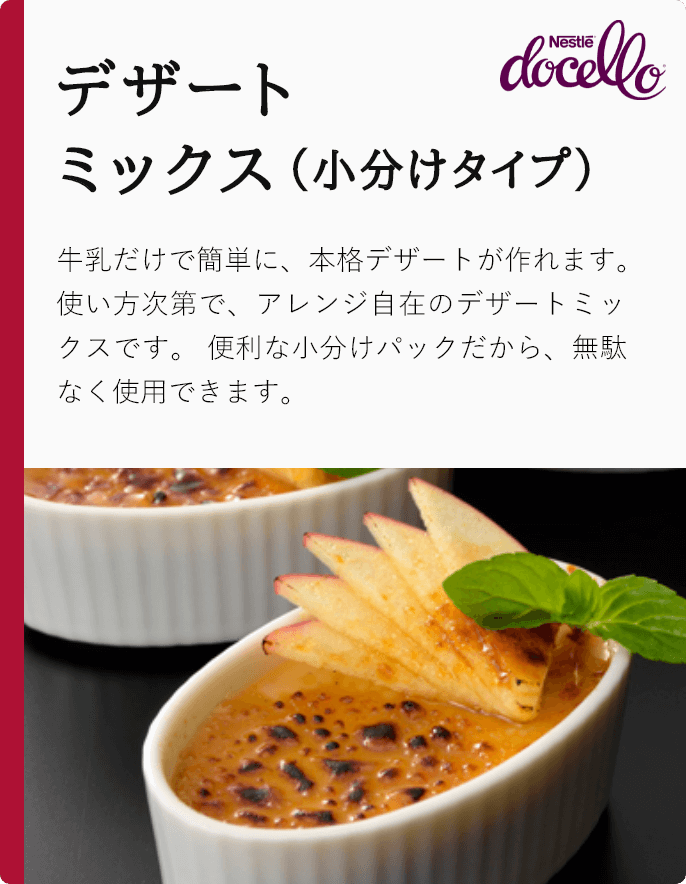 Nestlé
docello
デザート
ミックス（小分けタイプ）
牛乳だけで簡単に、本格デザートが作れます。
使い方次第で、アレンジ自在のデザートミッ
クスです。 便利な小分けパックだから、無駄
なく使用できます。